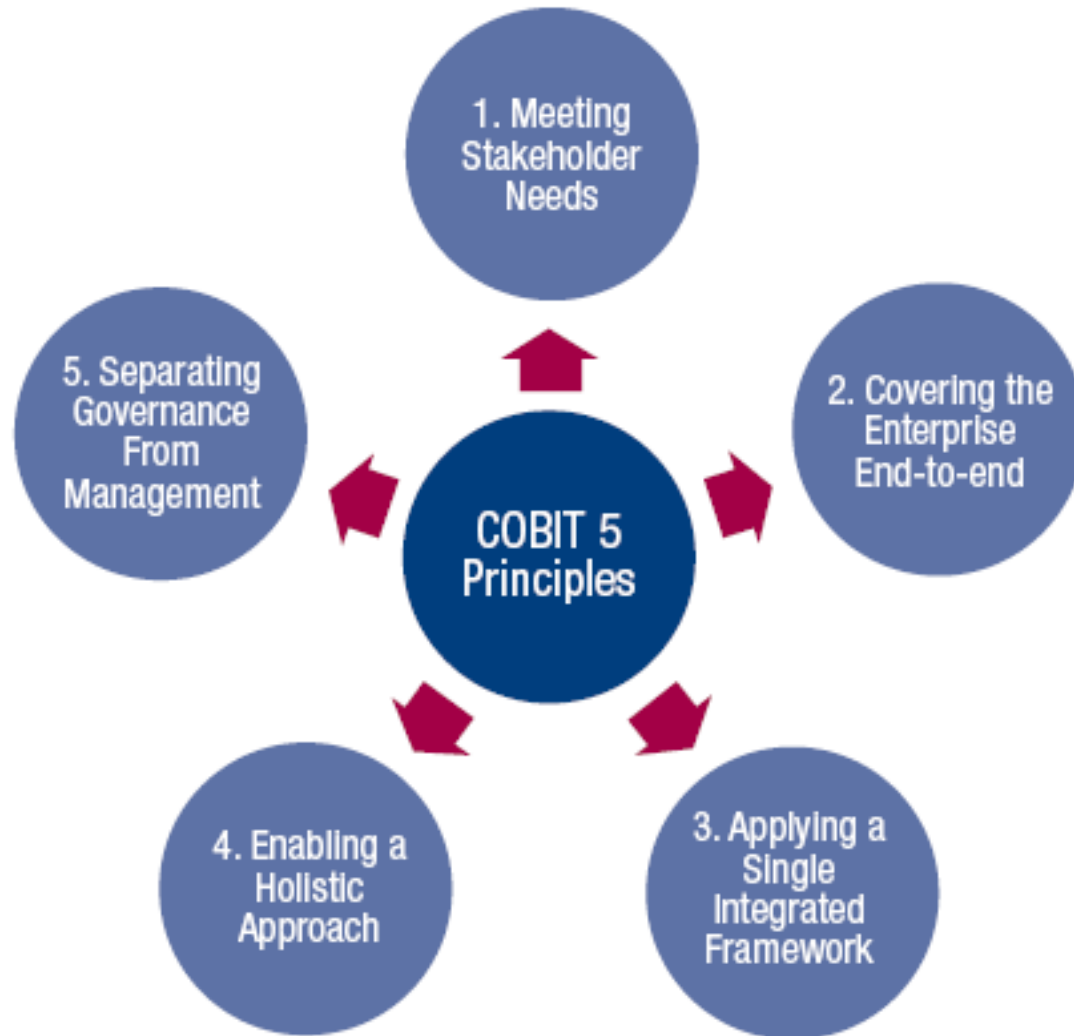 1. Meeting
Stakeholder
Needs
5. Separating
Governance
From
Management
2. Covering the
Enterprise
End-to-end
COBIT 5
Principles
4. Enabling a
Holistic
Approach
3. Applying a
Single
Integrated
Framework